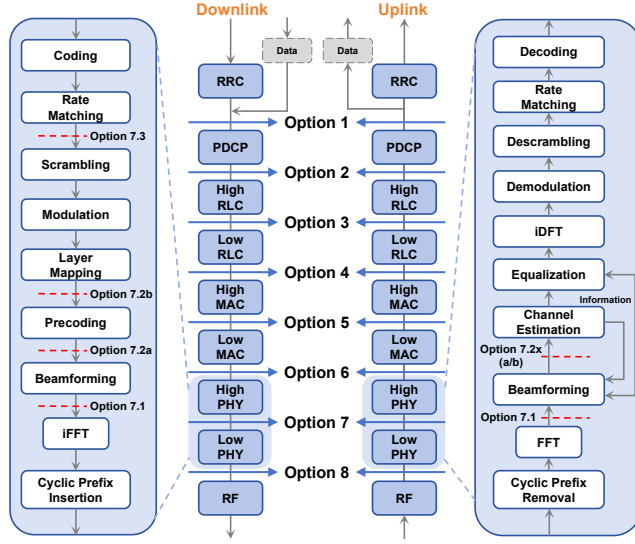 Downlink
Uplink
Data
Data
RRC
RRC
Option 1
PDCP
PDCP
Option 2
High
RLC
High
RLC
Option 3
Low
RLC
Low
RLC
Option 4
High
MAC
High
MAC
Option 5
Low
MAC
Low
MAC
Option 6
High
PHY
High
PHY
Option 7
Low
PHY
Low
PHY
Option 8
RF
RF
Coding
Rate
Matching
Option 7.3
Scrambling
Modulation
Layer
Mapping
Option 7.2b
Precoding
Option 7.2a
Beamforming
Option 7.1
iFFT
Cyclic Prefix
Insertion
Decoding
Rate
Matching
Descrambling
Demodulation
iDFT
Equalization
Information
Channel
Estimation
Option 7.2x
(a/b)
Beamforming
Option 7.1
FFT
Cyclic Prefix
Removal